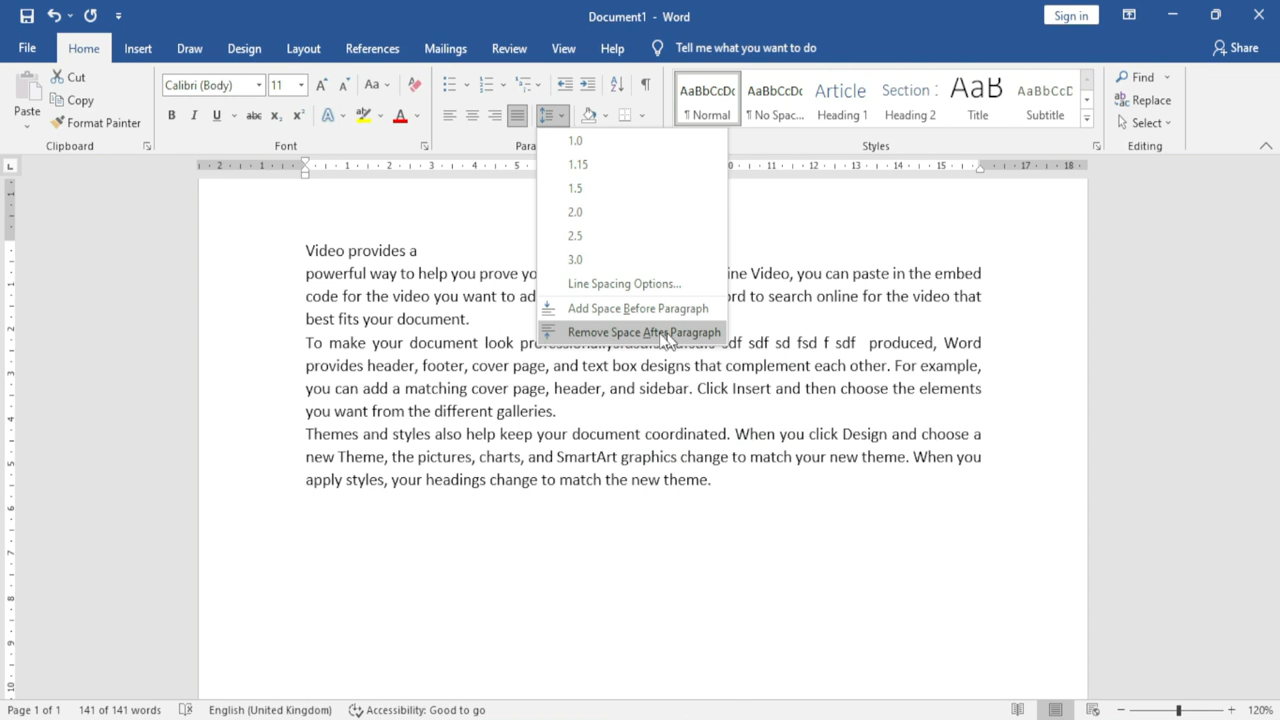 Document1 - Word
Sign in
File Home Insert Draw Design Layout References Mailings Review View Help Tell me what you want to do Share
Paste
Cut
Copy
Format Painter
Clipboard
Calibri (Body) 11
Font
AaBbCcDc ¶ Normal
AaBbCcDc ¶ No Spac...
Article Heading 1
Section : Heading 2
AaB Title
AaBbCcC Subtitle
Styles
Find
Replace
Select
Editing
1.0
1.15
1.5
2.0
2.5
3.0
Line Spacing Options...
Add Space Before Paragraph
Remove Space After Paragraph
Video provides a
powerful way to help you prove yo ine Video, you can paste in the embed
code for the video you want to ad rd to search online for the video that
best fits your document.
To make your document look sdf sdf sd fsd f sdf produced, Word
provides header, footer, cover page, and text box designs that complement each other. For example,
you can add a matching cover page, header, and sidebar. Click Insert and then choose the elements
you want from the different galleries.
Themes and styles also help keep your document coordinated. When you click Design and choose a
new Theme, the pictures, charts, and SmartArt graphics change to match your new theme. When you
apply styles, your headings change to match the new theme.
Page 1 of 1 141 of 141 words English (United Kingdom) Accessibility: Good to go 120%